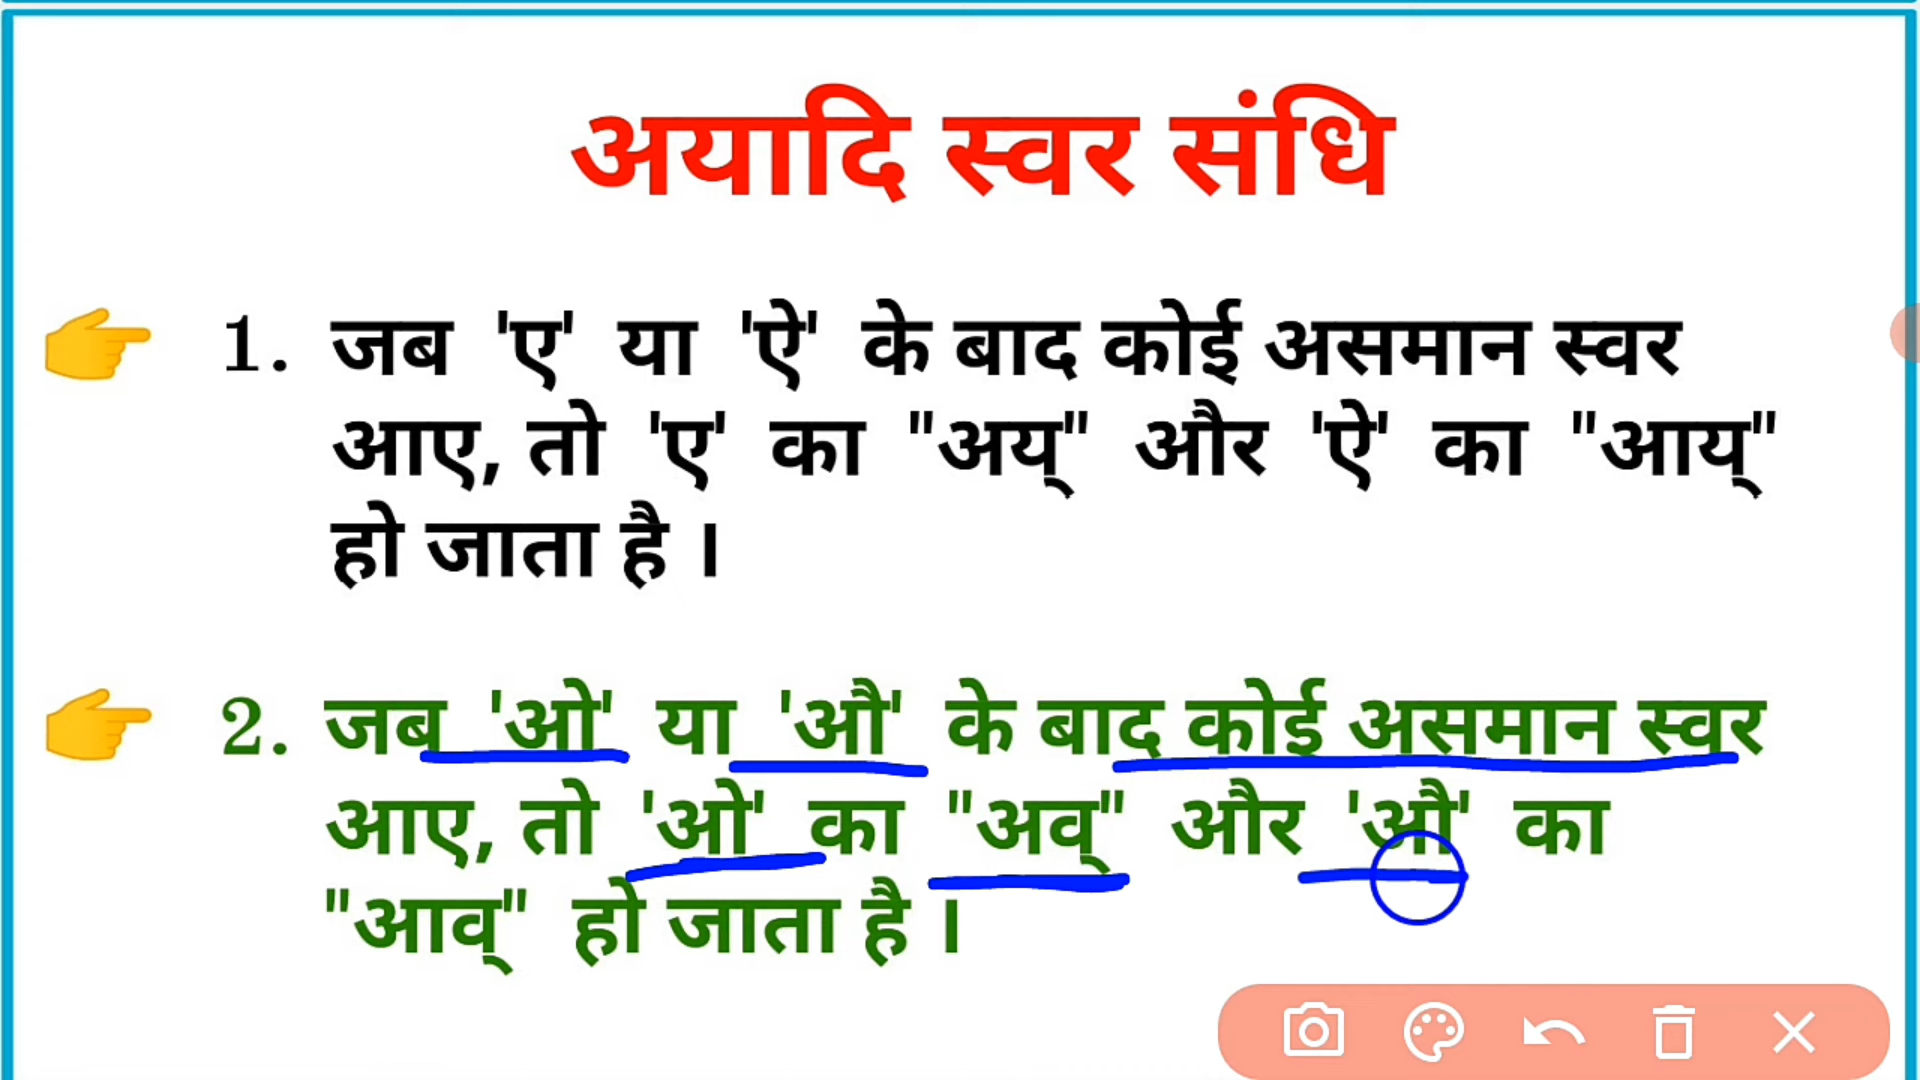 अयादि स्वर संधि
1. जब 'ए' या 'ऐ' के बाद कोई असमान स्वर
आए, तो 'ए' का "अय्" और 'ऐ' का "आय्"
हो जाता है ।
2. जब 'ओ' या 'औ' के बाद कोई असमान स्वर
आए, तो 'ओ' का "अव्" और 'औ' का
"आव्" हो जाता है ।